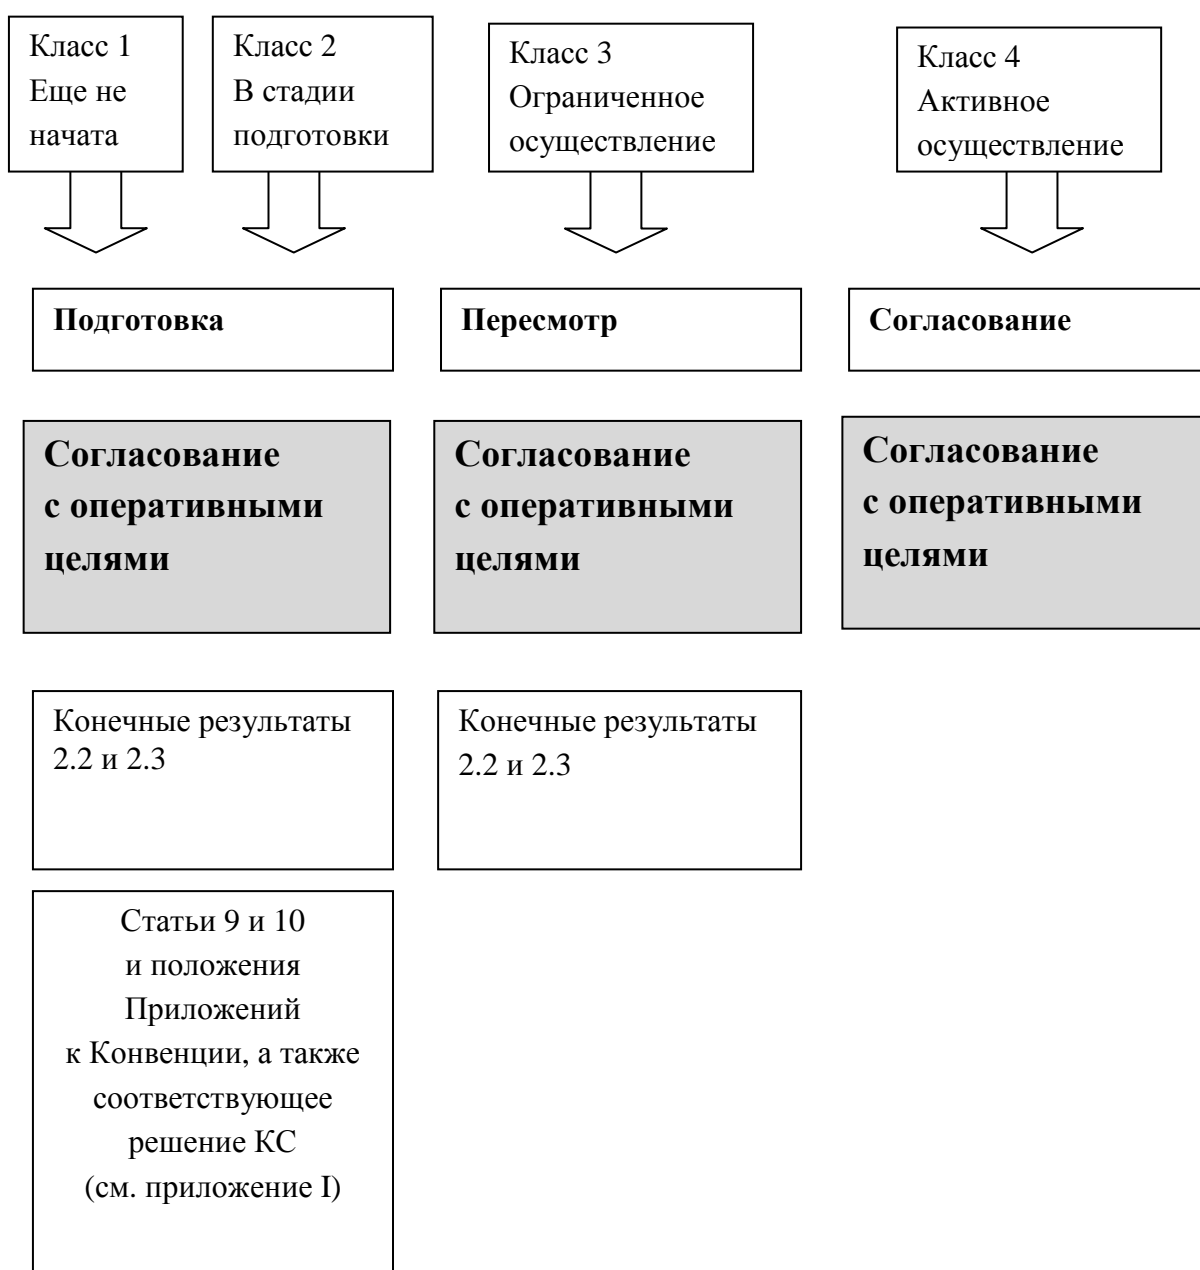 Класс 1
Еще не
начата
Класс 2
В стадии
подготовки
Класс 3
Ограниченное
осуществление
Класс 4
Активное
осуществление
Подготовка
Пересмотр
Согласование
Согласование
с оперативными
целями
Согласование
с оперативными
целями
Согласование
с оперативными
целями
Конечные результаты
2.2 и 2.3
Конечные результаты
2.2 и 2.3
Статьи 9 и 10
и положения
Приложений
к Конвенции, а также
соответствующее
решение КС
(см. приложение I)